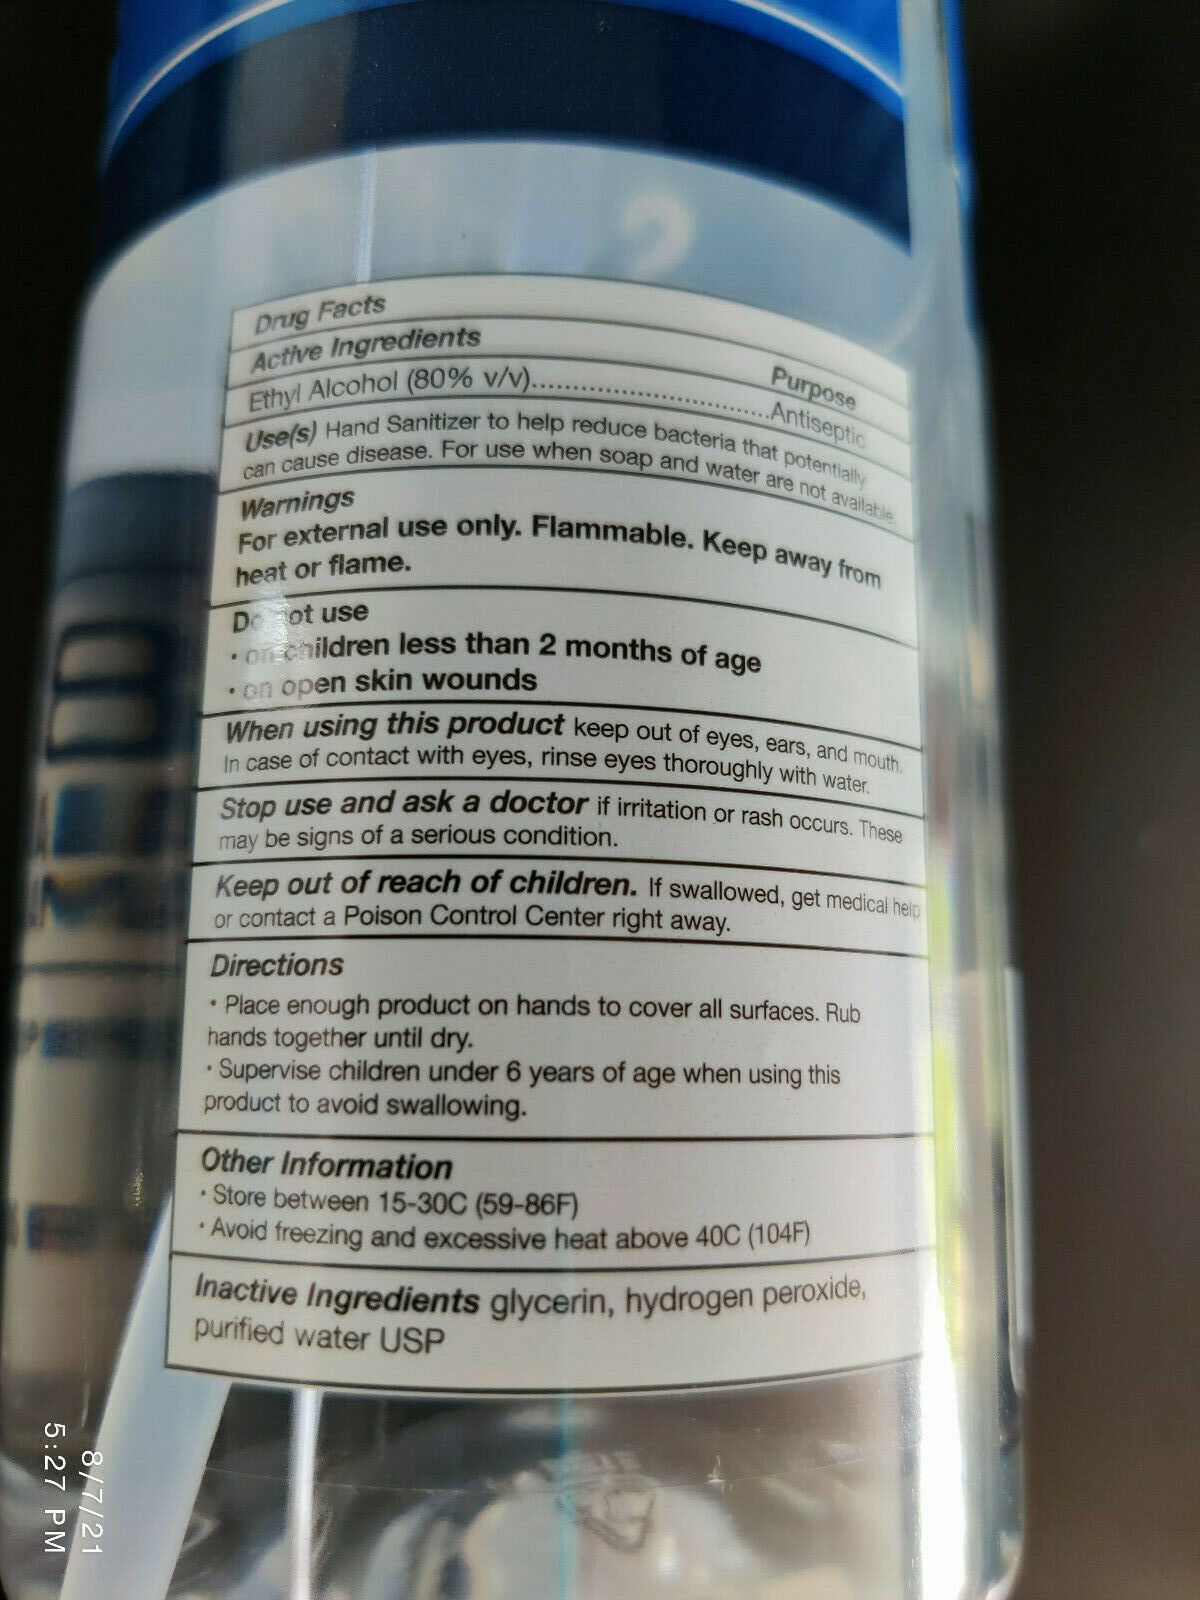 Drug Facts
Active Ingredients Purpose
Ethyl Alcohol (80% v/v)..............................Antiseptic
Use(s) Hand Sanitizer to help reduce bacteria that potentially
can cause disease. For use when soap and water are not available.
Warnings
For external use only. Flammable. Keep away from
heat or flame.
Do not use
· on children less than 2 months of age
· on open skin wounds
When using this product keep out of eyes, ears, and mouth.
In case of contact with eyes, rinse eyes thoroughly with water.
Stop use and ask a doctor if irritation or rash occurs. These
may be signs of a serious condition.
Keep out of reach of children. If swallowed, get medical help
or contact a Poison Control Center right away.
Directions
· Place enough product on hands to cover all surfaces. Rub
hands together until dry.
· Supervise children under 6 years of age when using this
product to avoid swallowing.
Other Information
· Store between 15-30C (59-86F)
· Avoid freezing and excessive heat above 40C (104F)
Inactive Ingredients glycerin, hydrogen peroxide,
purified water USP
8/7/21
5:27 PM